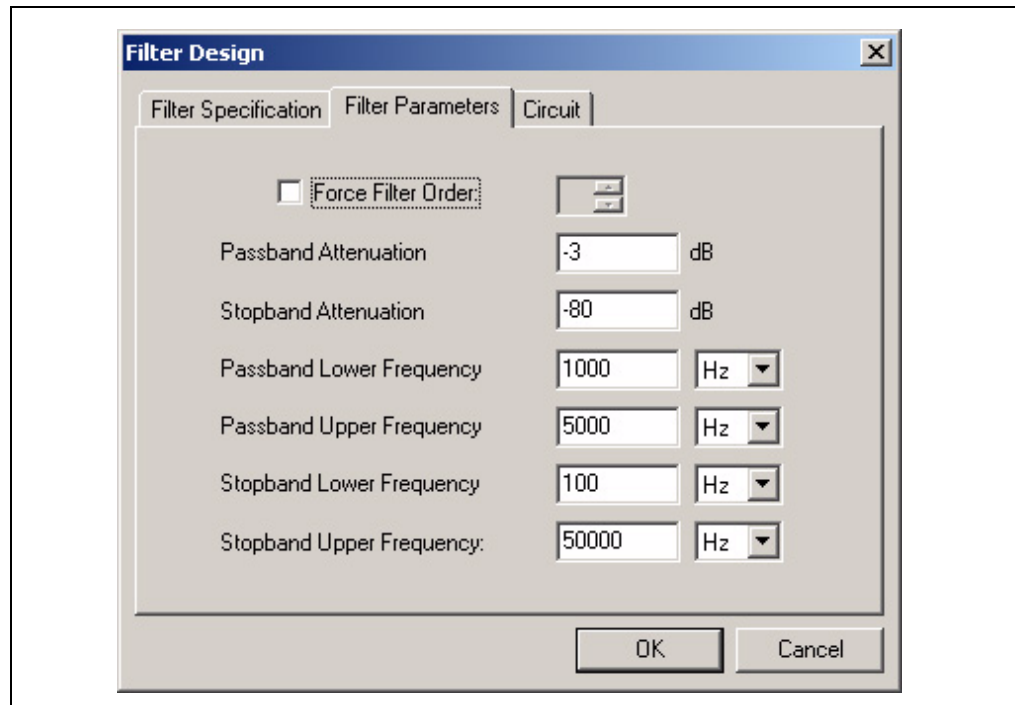 Filter Design
Filter Specification Filter Parameters Circuit
Force Filter Order:
Passband Attenuation -3 dB
Stopband Attenuation -80 dB
Passband Lower Frequency 1000 Hz
Passband Upper Frequency 5000 Hz
Stopband Lower Frequency 100 Hz
Stopband Upper Frequency: 50000 Hz
OK Cancel